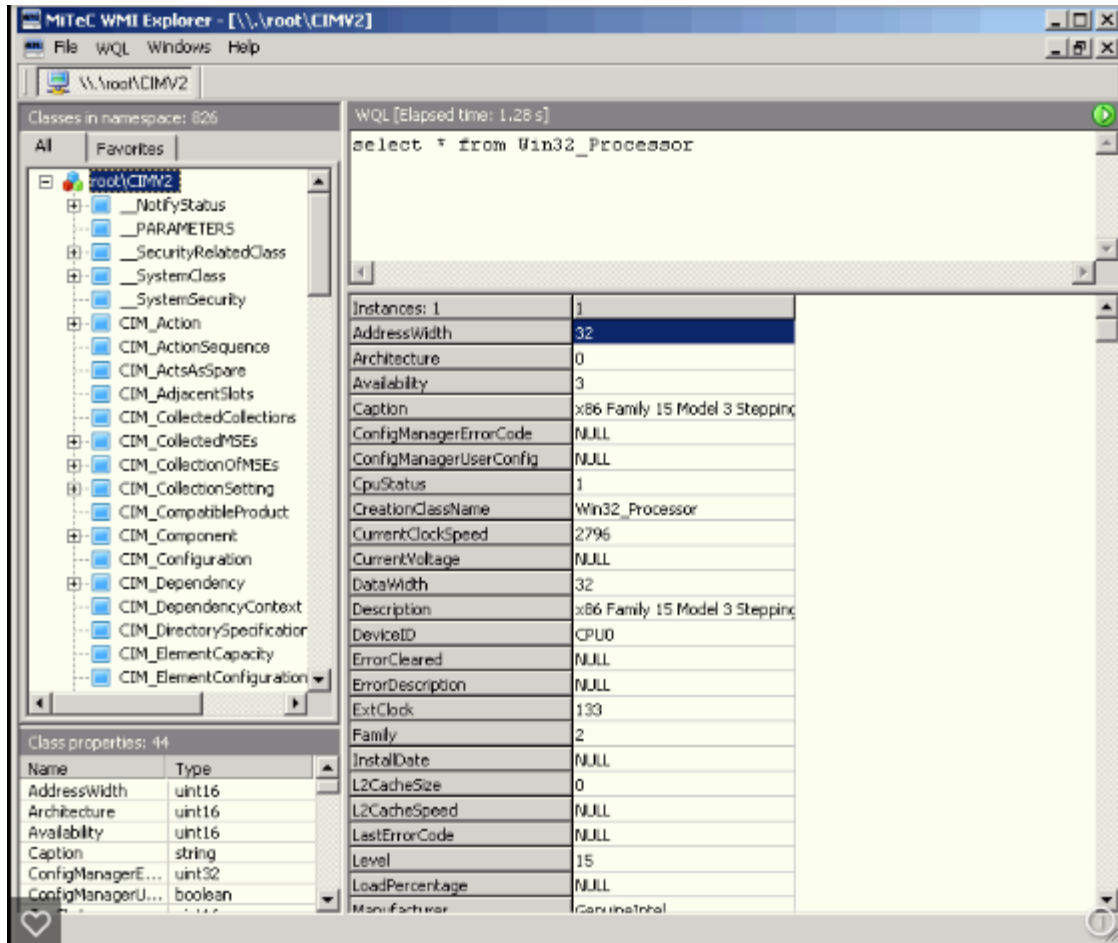 MiTeC WMI Explorer - [\\.\root\CIMV2]
File WQL Windows Help
\\.\root\CIMV2
Classes in namespace: 826
All Favorites
root\CIMV2
__NotifyStatus
__PARAMETERS
__SecurityRelatedClass
__SystemClass
__SystemSecurity
CIM_Action
CIM_ActionSequence
CIM_ActsAsSpare
CIM_AdjacentSlots
CIM_CollectedCollections
CIM_CollectedMSEs
CIM_CollectionOfMSEs
CIM_CollectionSetting
CIM_CompatibleProduct
CIM_Component
CIM_Configuration
CIM_Dependency
CIM_DependencyContext
CIM_DirectorySpecification
CIM_ElementCapacity
CIM_ElementConfiguration
Class properties: 44
Name Type
AddressWidth uint16
Architecture uint16
Availability uint16
Caption string
ConfigManagerE... uint32
ConfigManagerU... boolean
WQL [Elapsed time: 1.28 s]
select * from Win32_Processor
Instances: 1 1
AddressWidth 32
Architecture 0
Availability 3
Caption x86 Family 15 Model 3 Stepping
ConfigManagerErrorCode NULL
ConfigManagerUserConfig NULL
CpuStatus 1
CreationClassName Win32_Processor
CurrentClockSpeed 2796
CurrentVoltage NULL
DataWidth 32
Description x86 Family 15 Model 3 Stepping
DeviceID CPU0
ErrorCleared NULL
ErrorDescription NULL
ExtClock 133
Family 2
InstallDate NULL
L2CacheSize 0
L2CacheSpeed NULL
LastErrorCode NULL
Level 15
LoadPercentage NULL
Manufacturer GenuineIntel